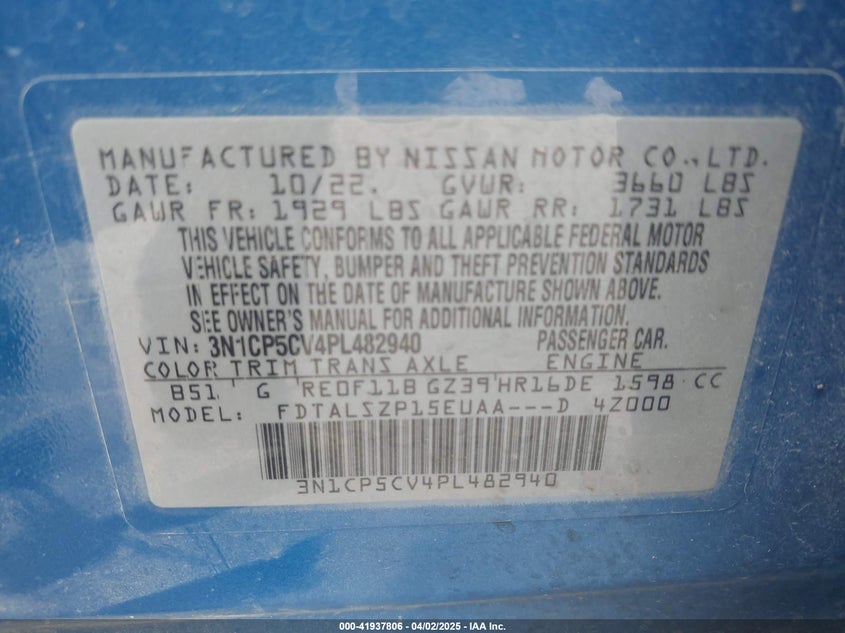 MANUFACTURED BY NISSAN MOTOR CO., LTD.
DATE: 10/22. GVWR: 3660 LBS
GAWR FR: 1929 LBS GAWR RR: 1731 LBS
THIS VEHICLE CONFORMS TO ALL APPLICABLE FEDERAL MOTOR
VEHICLE SAFETY, BUMPER AND THEFT PREVENTION STANDARDS
IN EFFECT ON THE DATE OF MANUFACTURE SHOWN ABOVE.
SEE OWNER'S MANUAL FOR ADDITIONAL INFORMATION.
VIN: 3N1CP5CV4PL482940 PASSENGER CAR.
COLOR TRIM TRANS AXLE ENGINE
B51 G RE0F11B GZ39 HR16DE 1598 CC
MODEL: FDTALSZP15EUAA---D 4Z000
3N1CP5CV4PL482940
000-41937806 - 04/02/2025 - IAA Inc.